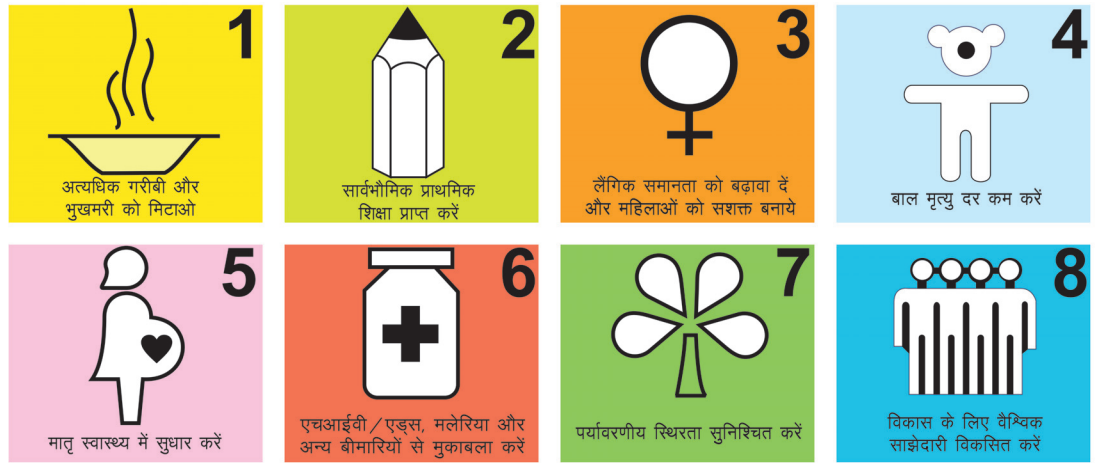 1
अत्यधिक गरीबी और
भुखमरी को मिटाओ
2
सार्वभौमिक प्राथमिक
शिक्षा प्राप्त करें
3
लैंगिक समानता को बढ़ावा दें
और महिलाओं को सशक्त बनाये
4
बाल मृत्यु दर कम करें
5
मातृ स्वास्थ्य में सुधार करें
6
एचआईवी/एड्स, मलेरिया और
अन्य बीमारियों से मुकाबला करें
7
पर्यावरणीय स्थिरता सुनिश्चित करें
8
विकास के लिए वैश्विक
साझेदारी विकसित करें